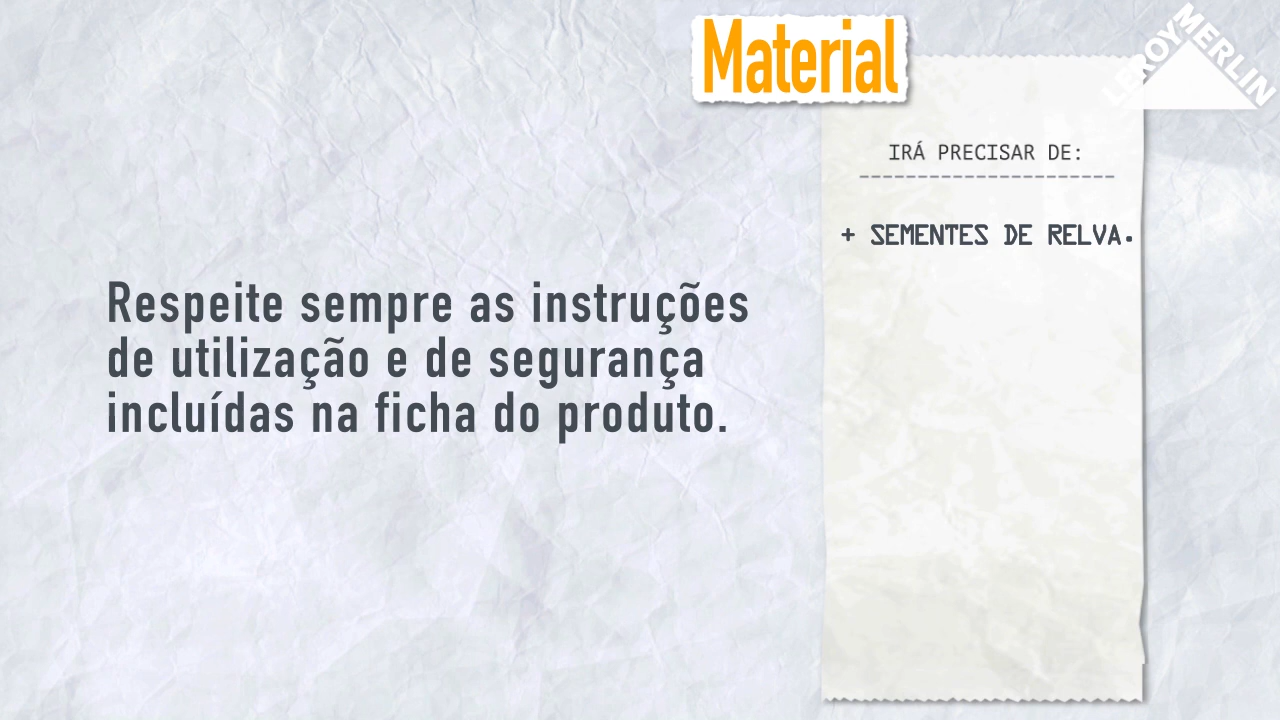 Material
LEROY MERLIN
IRÁ PRECISAR DE:
+ SEMENTES DE RELVA.
Respeite sempre as instruções
de utilização e de segurança
incluídas na ficha do produto.